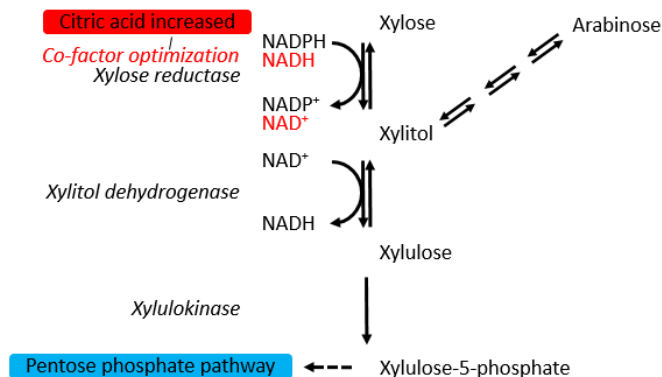 Citric acid increased
Co-factor optimization
Xylose reductase
NADPH
NADH
NADP⁺
NAD⁺
Xylose
Arabinose
Xylitol
Xylitol dehydrogenase
NAD⁺
NADH
Xylulose
Xylulokinase
Pentose phosphate pathway
Xylulose-5-phosphate